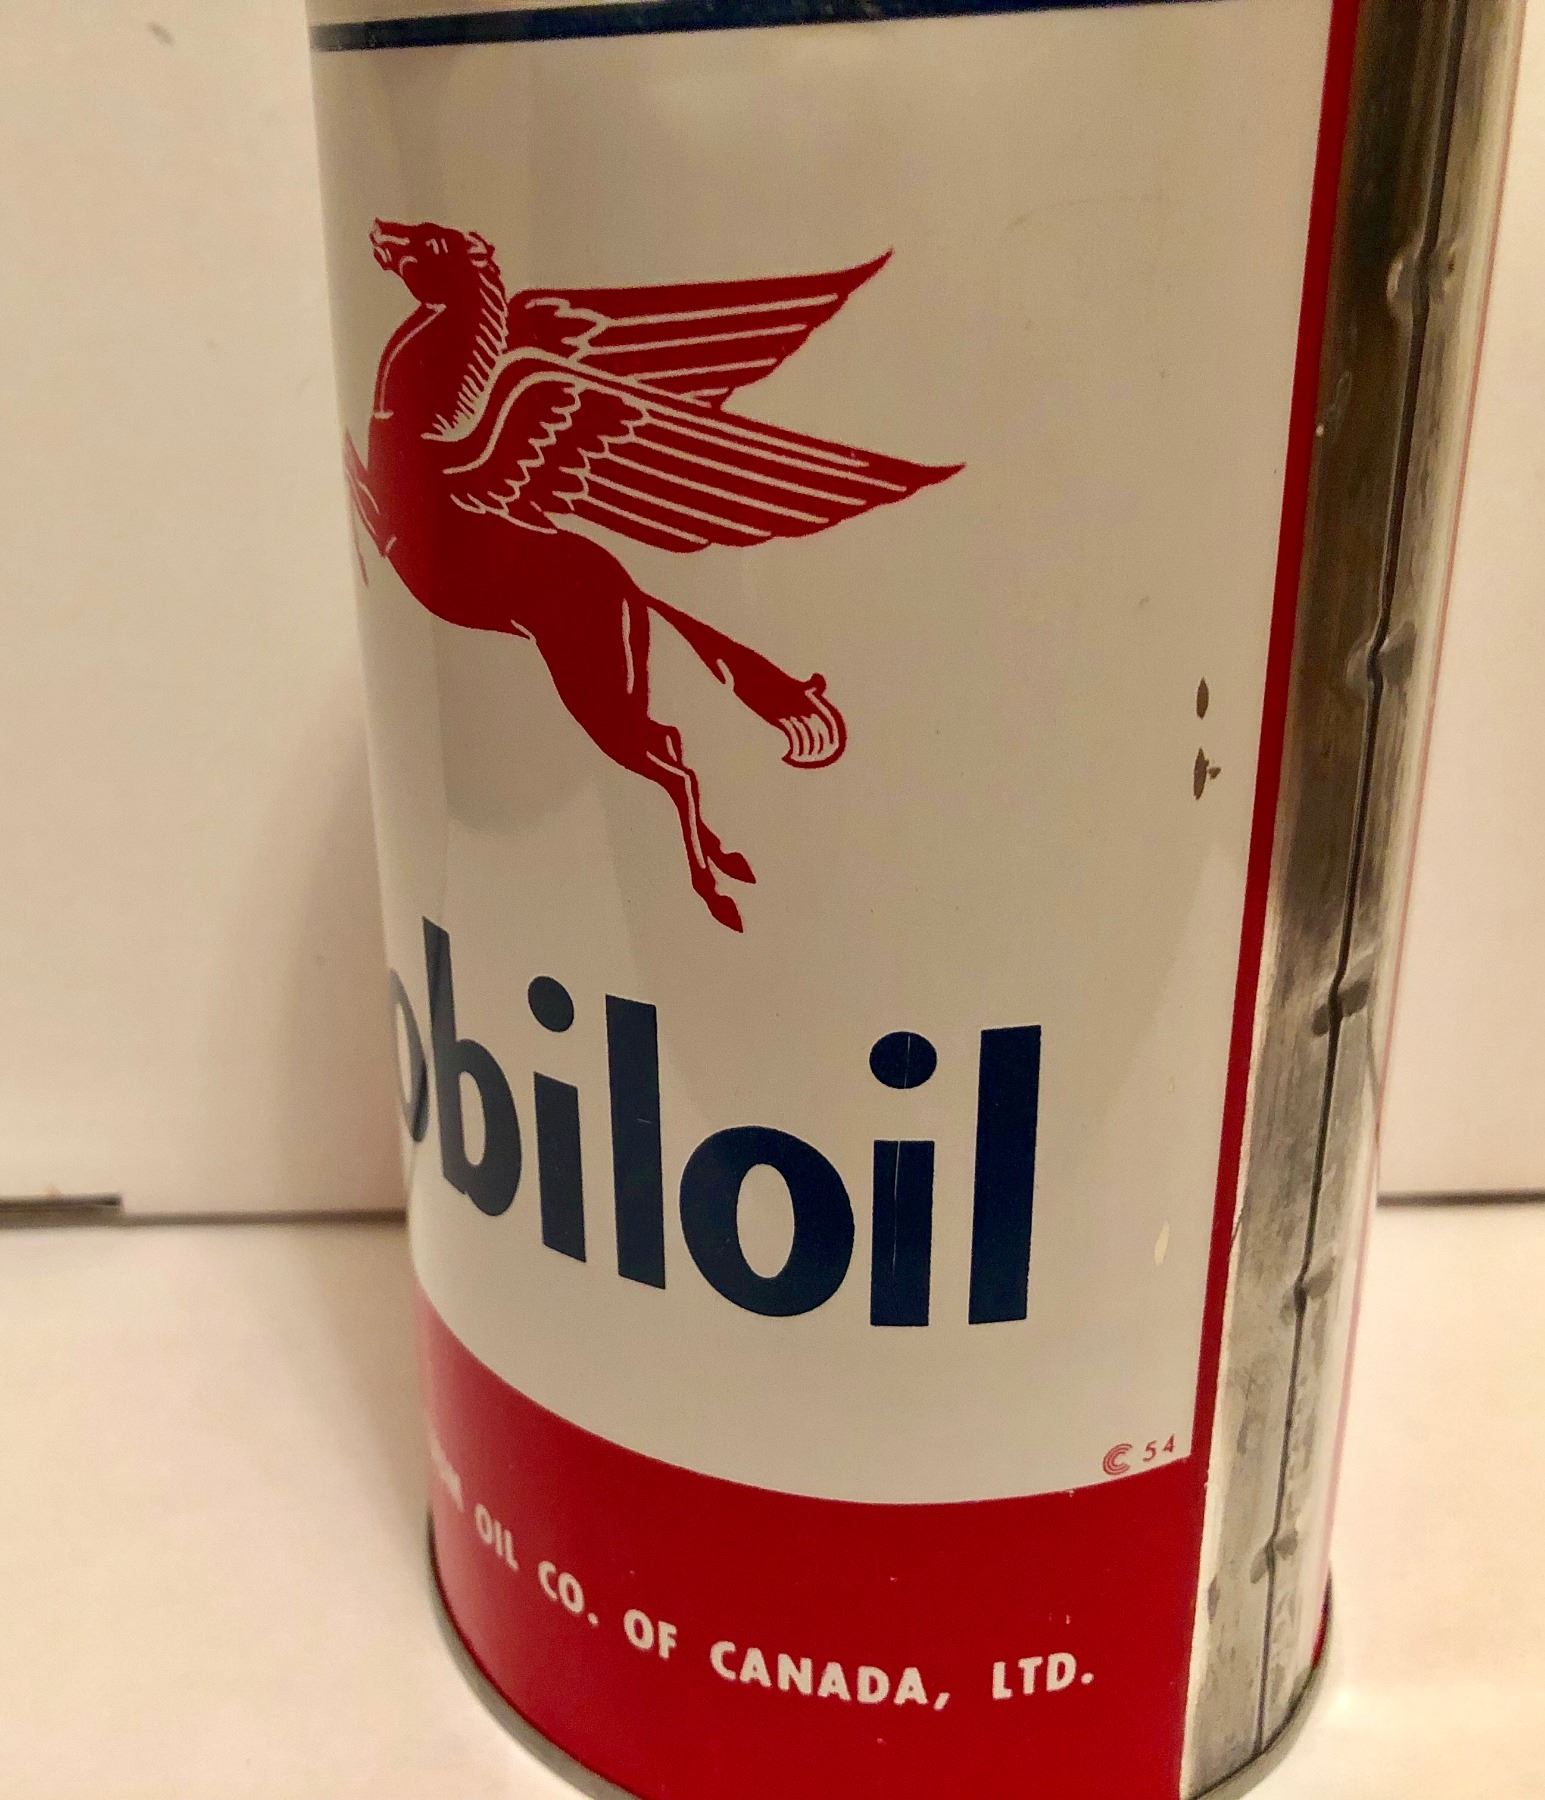 obiloil
C 54
OIL CO. OF CANADA, LTD.